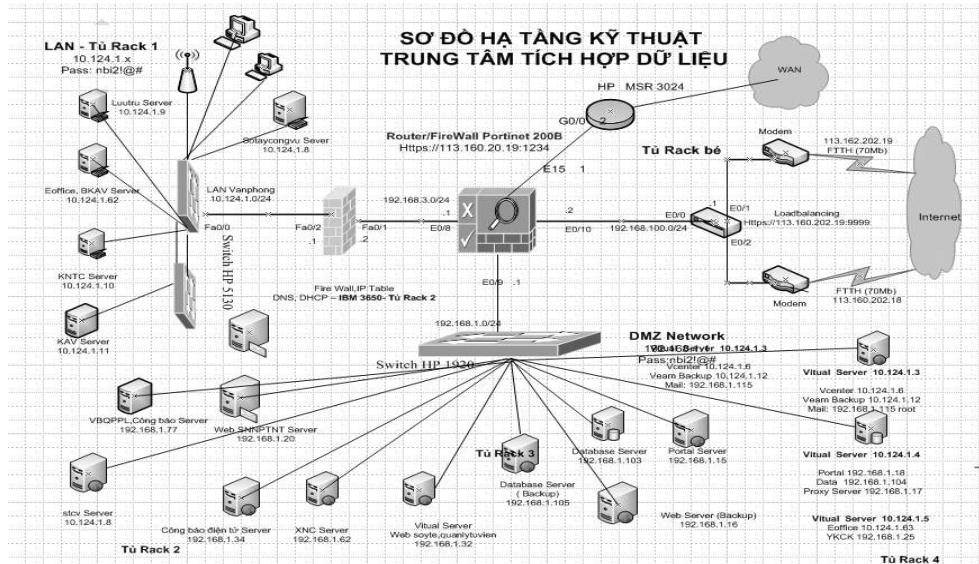 SƠ ĐỒ HẠ TẦNG KỸ THUẬT
TRUNG TÂM TÍCH HỢP DỮ LIỆU
LAN - Tủ Rack 1
10.124.1.x
Pass: nbi2!@#
Luutru Server
10.124.1.9
Sotaycongvu Sever
10.124.1.8
Eoffice, BKAV Server
10.124.1.62
KNTC Server
10.124.1.10
KAV Server
10.124.1.11
LAN Vanphong
10.124.1.0/24
Fa0/0
Switch HP 5130
Fa0/2
.1
Fa0/1
.2
Fire Wall,IP Table
DNS, DHCP – IBM 3650- Tủ Rack 2
Router/FireWall Portinet 200B
Https://113.160.20.19:1234
192.168.3.0/24
.1
E0/8
E15 1
G0/0 .2
HP MSR 3024
WAN
.2
E0/10
192.168.100.0/24
E0/0
.1
E0/1
E0/2
Tủ Rack bé
Modem
113.162.202.19
FTTH (70Mb)
Loadbalancing
Https://113.160.202.19:9999
Internet
Modem
FTTH (70Mb)
113.160.202.18
E0/9 .1
192.168.1.0/24
Switch HP 1920
DMZ Network
Vitual Server 10.124.1.3
Pass:nbi2!@#
Vcenter 10.124.1.6
Veam Backup 10.124.1.12
Mail: 192.168.1.115
Vitual Server 10.124.1.3
Vcenter 10.124.1.6
Veam Backup 10.124.1.12
Mail: 192.168.1.115 root
Vitual Server 10.124.1.4
Portal 192.168.1.18
Data 192.168.1.104
Proxy Server 192.168.1.17
Vitual Server 10.124.1.5
Eoffice 10.124.1.63
YKCK 192.168.1.25
Tủ Rack 4
VBQPPL,Công báo Server
192.168.1.77
Web SNNPTNT Server
192.168.1.20
stcv Server
10.124.1.8
Tủ Rack 2
Công báo điện tử Server
192.168.1.34
XNC Server
192.168.1.62
Vitual Server
Web soyte,quanlytuvien
192.168.1.32
Tủ Rack 3
Database Server
( Backup)
192.168.1.105
Database Server
192.168.1.103
Portal Server
192.168.1.15
Web Server (Backup)
192.168.1.16